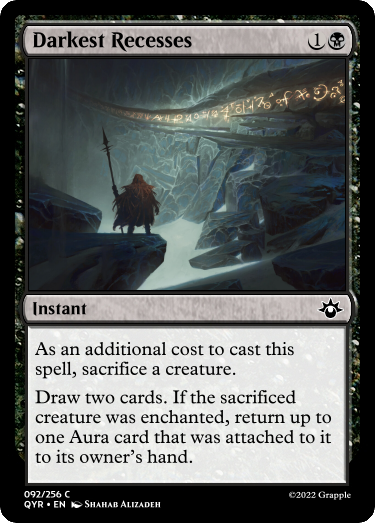 Darkest Recesses 1
Instant
As an additional cost to cast this
spell, sacrifice a creature.
Draw two cards. If the sacrificed
creature was enchanted, return up to
one Aura card that was attached to it
to its owner's hand.
092/256 C
QYR • EN Shahab Alizadeh
©2022 Grapple